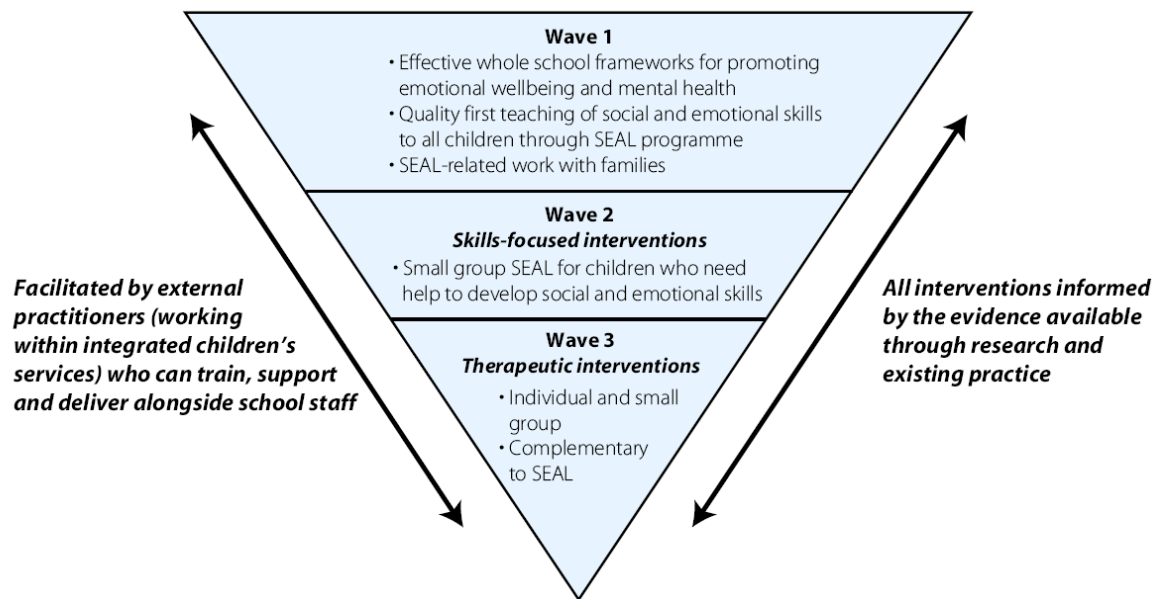 Wave 1
• Effective whole school frameworks for promoting
emotional wellbeing and mental health
• Quality first teaching of social and emotional skills
to all children through SEAL programme
• SEAL-related work with families
Wave 2
Skills-focused interventions
• Small group SEAL for children who need
help to develop social and emotional skills
Wave 3
Therapeutic interventions
• Individual and small
group
• Complementary
to SEAL
Facilitated by external
practitioners (working
within integrated children’s
services) who can train, support
and deliver alongside school staff
All interventions informed
by the evidence available
through research and
existing practice